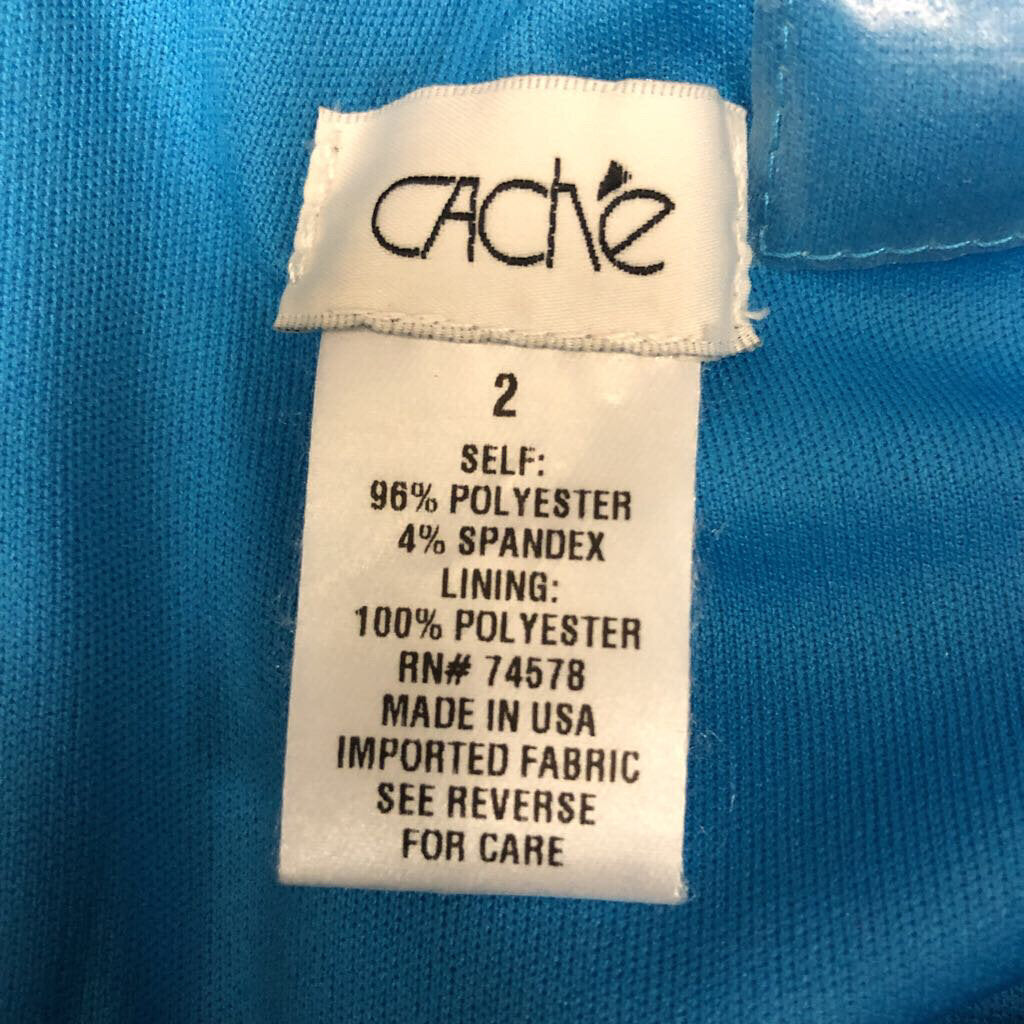 CAChé
2
SELF:
96% POLYESTER
4% SPANDEX
LINING:
100% POLYESTER
RN# 74578
MADE IN USA
IMPORTED FABRIC
SEE REVERSE
FOR CARE